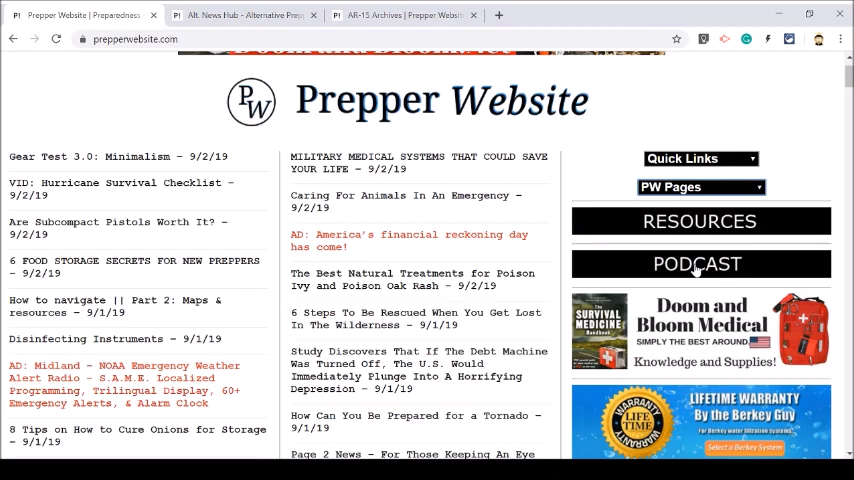 Prepper Website | Preparedness
Alt. News Hub - Alternative Prep
AR-15 Archives | Prepper Websit
prepperwebsite.com
PW
Prepper Website
Gear Test 3.0: Minimalism – 9/2/19
VID: Hurricane Survival Checklist –
9/2/19
Are Subcompact Pistols Worth It? –
9/2/19
6 FOOD STORAGE SECRETS FOR NEW PREPPERS
– 9/2/19
How to navigate || Part 2: Maps &
resources – 9/1/19
Disinfecting Instruments – 9/1/19
AD: Midland – NOAA Emergency Weather
Alert Radio – S.A.M.E. Localized
Programming, Trilingual Display, 60+
Emergency Alerts, & Alarm Clock
8 Tips on How to Cure Onions for Storage
– 9/1/19
MILITARY MEDICAL SYSTEMS THAT COULD SAVE
YOUR LIFE – 9/2/19
Caring For Animals In An Emergency –
9/2/19
AD: America's financial reckoning day
has come!
The Best Natural Treatments for Poison
Ivy and Poison Oak Rash – 9/2/19
6 Steps To Be Rescued When You Get Lost
In The Wilderness – 9/1/19
Study Discovers That If The Debt Machine
Was Turned Off, The U.S. Would
Immediately Plunge Into A Horrifying
Depression – 9/1/19
How Can You Be Prepared for a Tornado –
9/1/19
Page 2 News – For Those Keeping An Eye
Quick Links
PW Pages
RESOURCES
PODCAST
THE
SURVIVAL
MEDICINE
Handbook
Doom and
Bloom Medical
SIMPLY THE BEST AROUND!
Knowledge and Supplies!
WARRANTY
LIFE
TIME
WARRANTY
LIFETIME WARRANTY
By the Berkey Guy
For Berkey water filtration systems!
Select a Berkey System